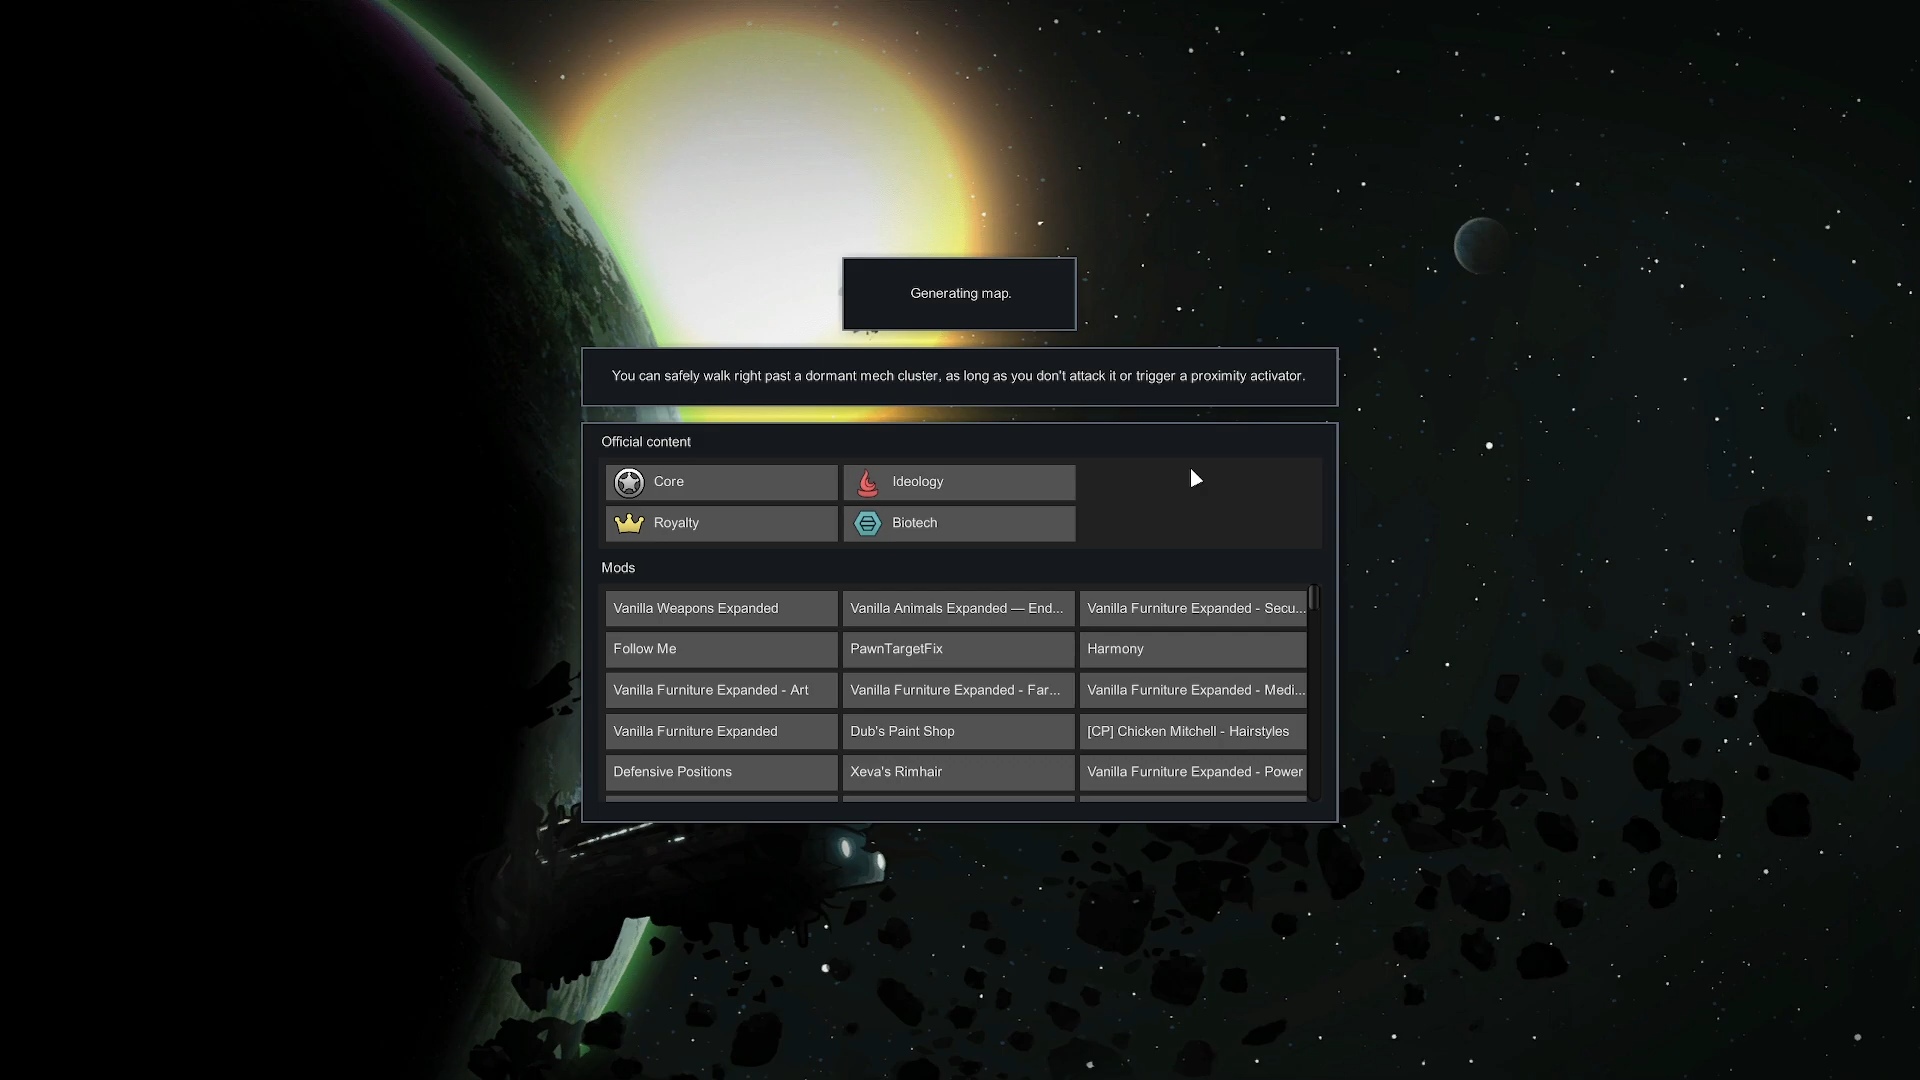 Generating map.
You can safely walk right past a dormant mech cluster, as long as you don't attack it or trigger a proximity activator.
Official content
Core
Ideology
Royalty
Biotech
Mods
Vanilla Weapons Expanded
Vanilla Animals Expanded — End...
Vanilla Furniture Expanded - Secu...
Follow Me
PawnTargetFix
Harmony
Vanilla Furniture Expanded - Art
Vanilla Furniture Expanded - Far...
Vanilla Furniture Expanded - Medi...
Vanilla Furniture Expanded
Dub's Paint Shop
[CP] Chicken Mitchell - Hairstyles
Defensive Positions
Xeva's Rimhair
Vanilla Furniture Expanded - Power